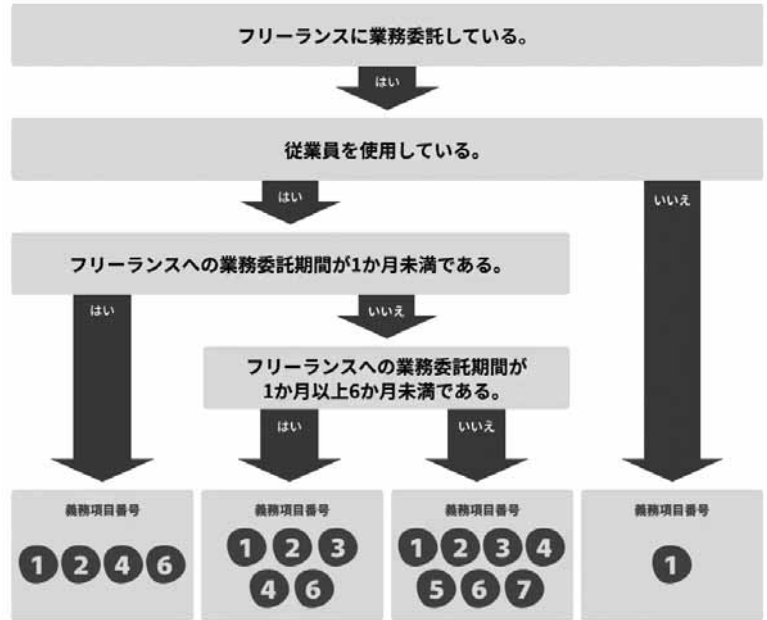 フリーランスに業務委託している。
はい
従業員を使用している。
はい
いいえ
フリーランスへの業務委託期間が1か月未満である。
はい
いいえ
フリーランスへの業務委託期間が
1か月以上6か月未満である。
はい
いいえ
義務項目番号
1 2 4 6
義務項目番号
1 2 3
4 6
義務項目番号
1 2 3 4
5 6 7
義務項目番号
1